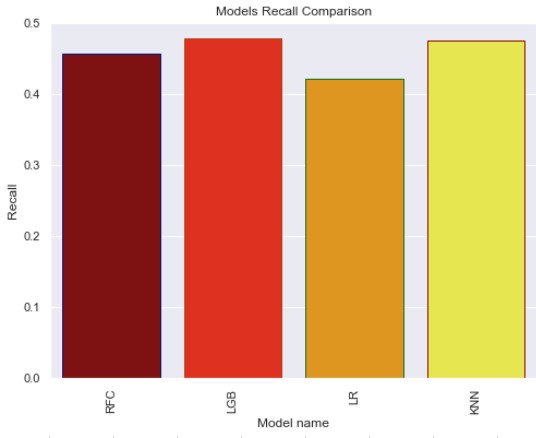 Models Recall Comparison
0.5
0.4
0.3
0.2
0.1
0.0
Recall
RFC
LGB
LR
KNN
Model name